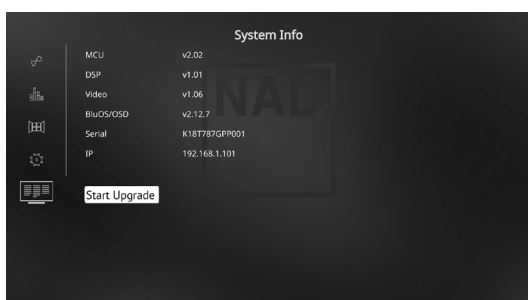 System Info
MCU v2.02
DSP v1.01
Video v1.06
BluOS/OSD v2.12.7
Serial K18T787GPP001
IP 192.168.1.101
NAD
Start Upgrade